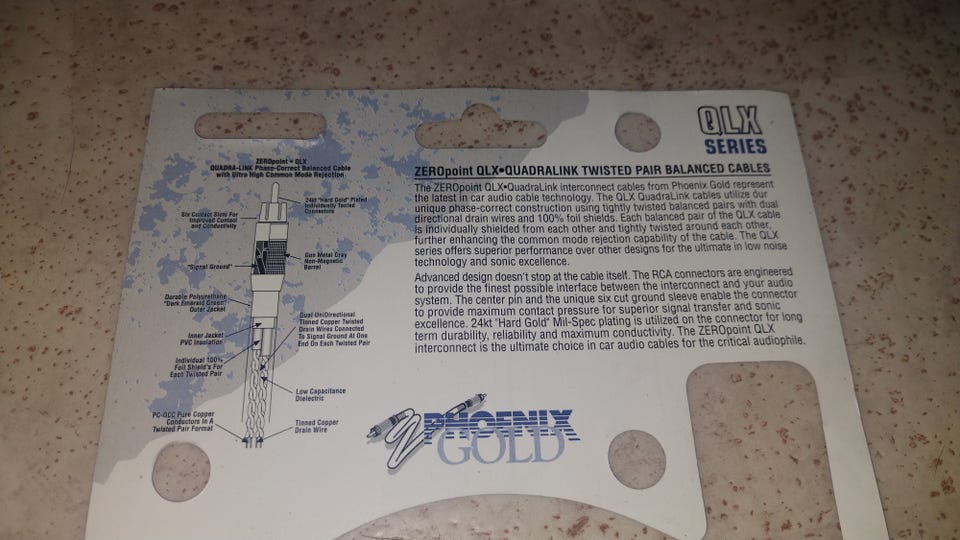 QLX
SERIES
ZEROpoint • QLX
QUADRA-LINK Phase-Correct Balanced Cable
with Ultra High Common Mode Rejection
24kt "Hard Gold" Plated
Individually Tested
Connectors
Six Contact Slots For
Improved Contact
and Conductivity
Gun Metal Gray
Non-Magnetic
Barrel
"Signal Ground"
Durable Polyurethane
"Dark Emerald Green"
Outer Jacket
Dual UniDirectional
Tinned Copper Twisted
Drain Wires Connected
To Signal Ground At One
End On Each Twisted Pair
Inner Jacket
PVC Insulation
Individual 100%
Foil Shield's For
Each Twisted Pair
Low Capacitance
Dielectric
PC-OCC Pure Copper
Conductors In A
Twisted Pair Format
Tinned Copper
Drain Wire
ZEROpoint QLX•QUADRALINK TWISTED PAIR BALANCED CABLES
The ZEROpoint QLX•QuadraLink interconnect cables from Phoenix Gold represent
the latest in car audio cable technology. The QLX QuadraLink cables utilize our
unique phase-correct construction using tightly twisted balanced pairs with dual
directional drain wires and 100% foil shields. Each balanced pair of the QLX cable
is individually shielded from each other and tightly twisted around each other,
further enhancing the common mode rejection capability of the cable. The QLX
series offers superior performance over other designs for the ultimate in low noise
technology and sonic excellence.
Advanced design doesn't stop at the cable itself. The RCA connectors are engineered
to provide the finest possible interface between the interconnect and your audio
system. The center pin and the unique six cut ground sleeve enable the connector
to provide maximum contact pressure for superior signal transfer and sonic
excellence. 24kt "Hard Gold" Mil-Spec plating is utilized on the connector for long
term durability, reliability and maximum conductivity. The ZEROpoint QLX
interconnect is the ultimate choice in car audio cables for the critical audiophile.
PHOENIX
GOLD